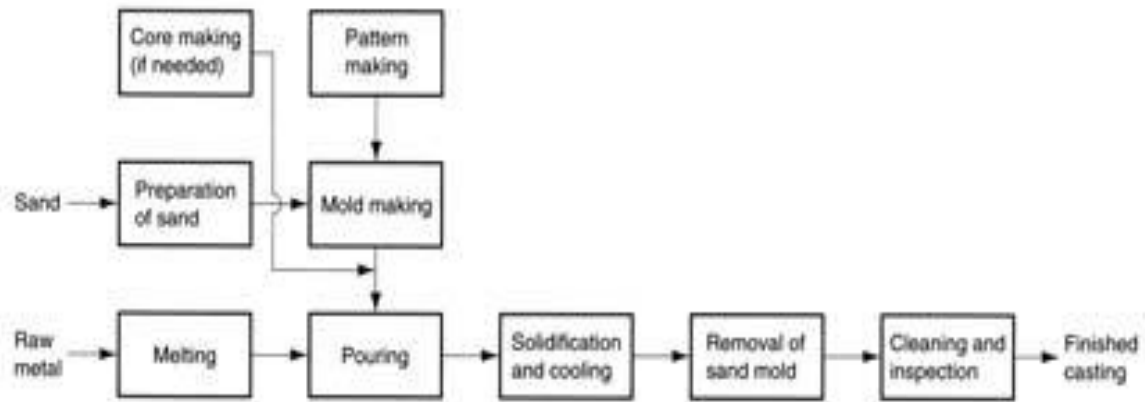 Core making
(if needed)
Pattern
making
Sand
Preparation
of sand
Mold making
Raw
metal
Melting
Pouring
Solidification
and cooling
Removal of
sand mold
Cleaning and
inspection
Finished
casting